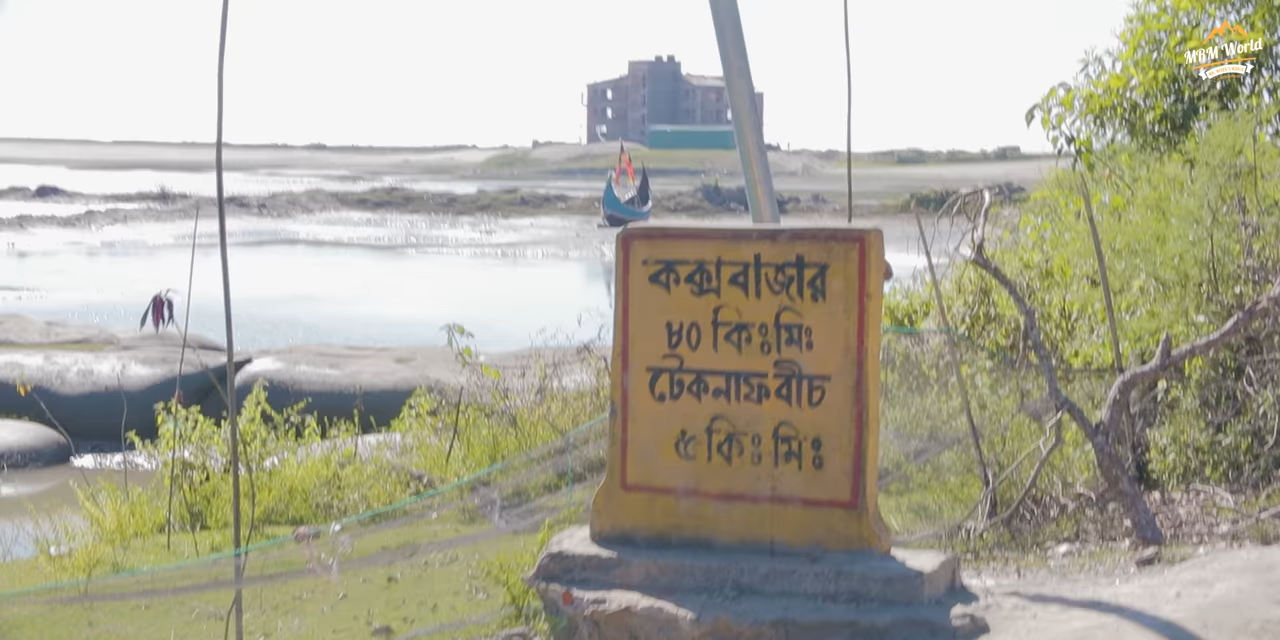 MBM World
কক্সবাজার
৮০ কিঃমিঃ
টেকনাফ বীচ
৫ কিঃ মিঃ